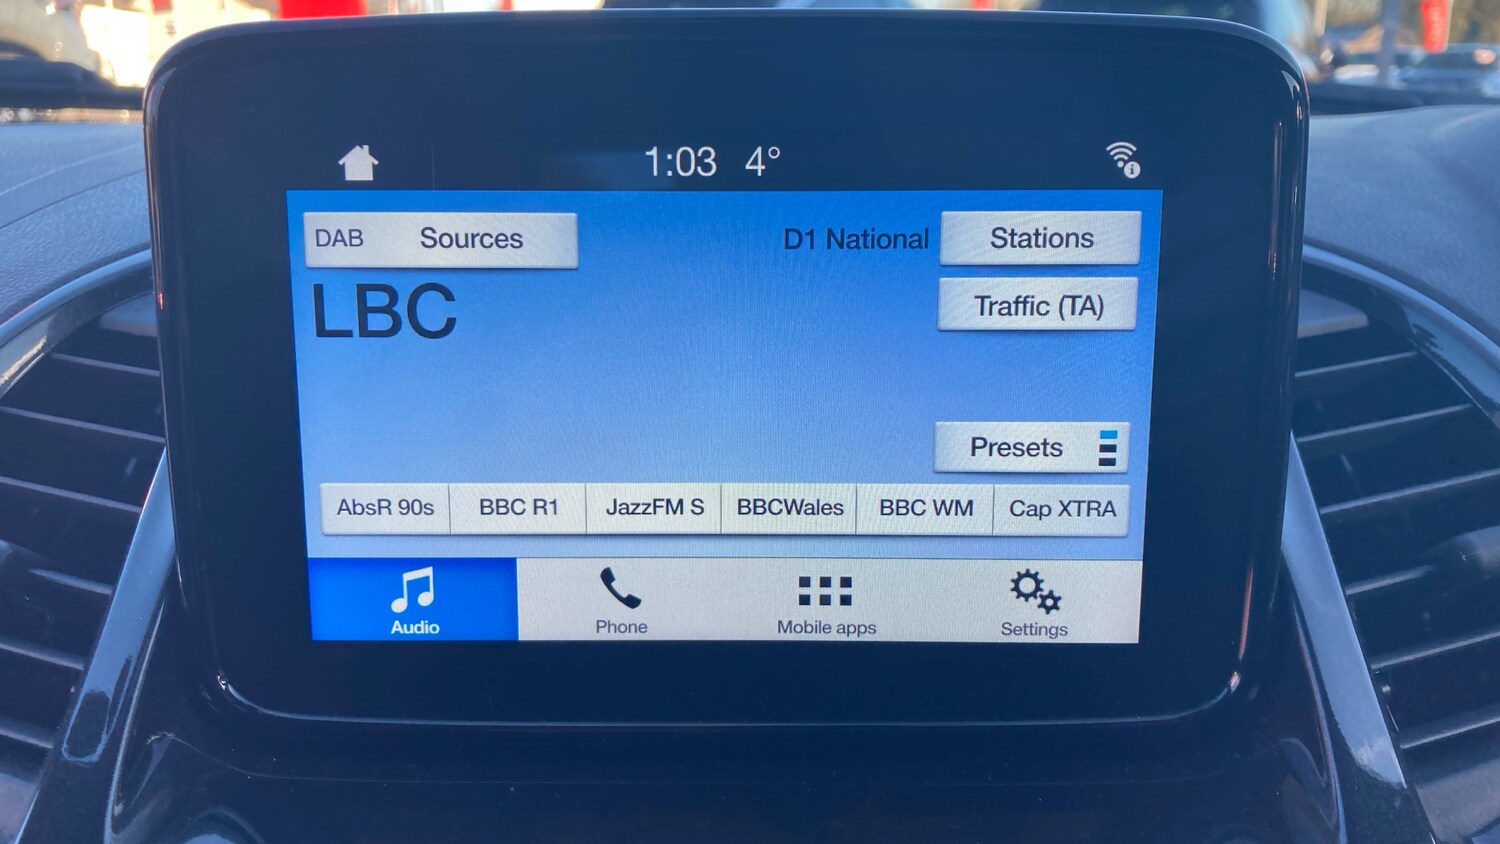 1:03 4°
DAB Sources
D1 National Stations
LBC
Traffic (TA)
Presets
AbsR 90s BBC R1 JazzFM S BBCWales BBC WM Cap XTRA
Audio Phone Mobile apps Settings